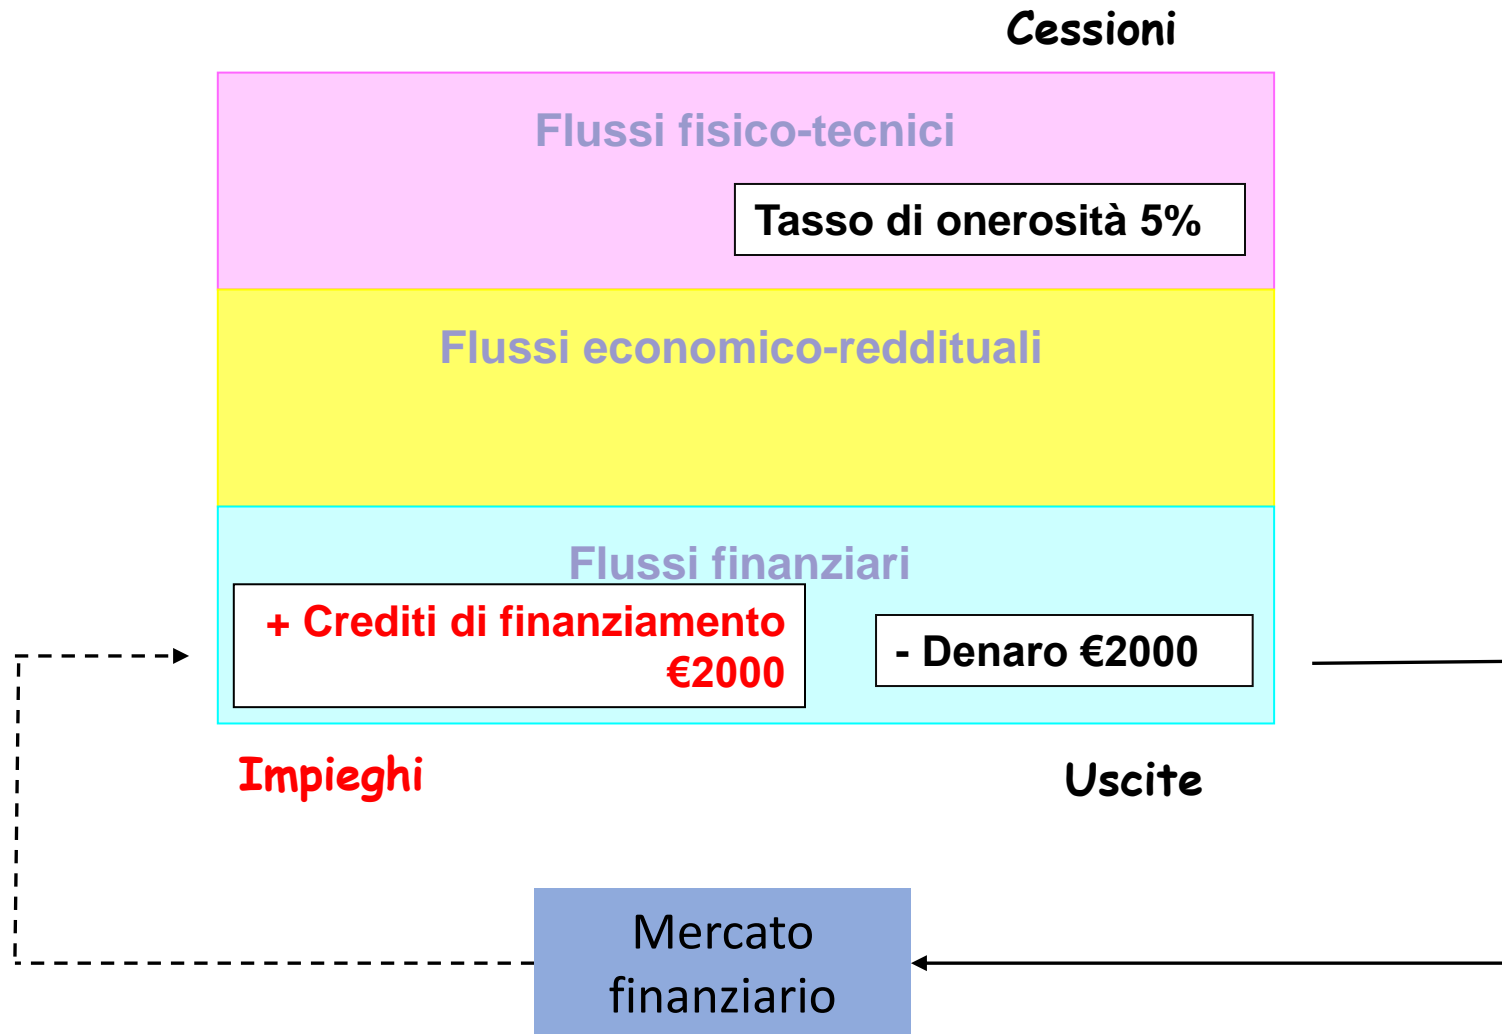 Cessioni
Flussi fisico-tecnici
Tasso di onerosità 5%
Flussi economico-reddituali
Flussi finanziari
+ Crediti di finanziamento
€2000
- Denaro €2000
Impieghi
Uscite
Mercato
finanziario